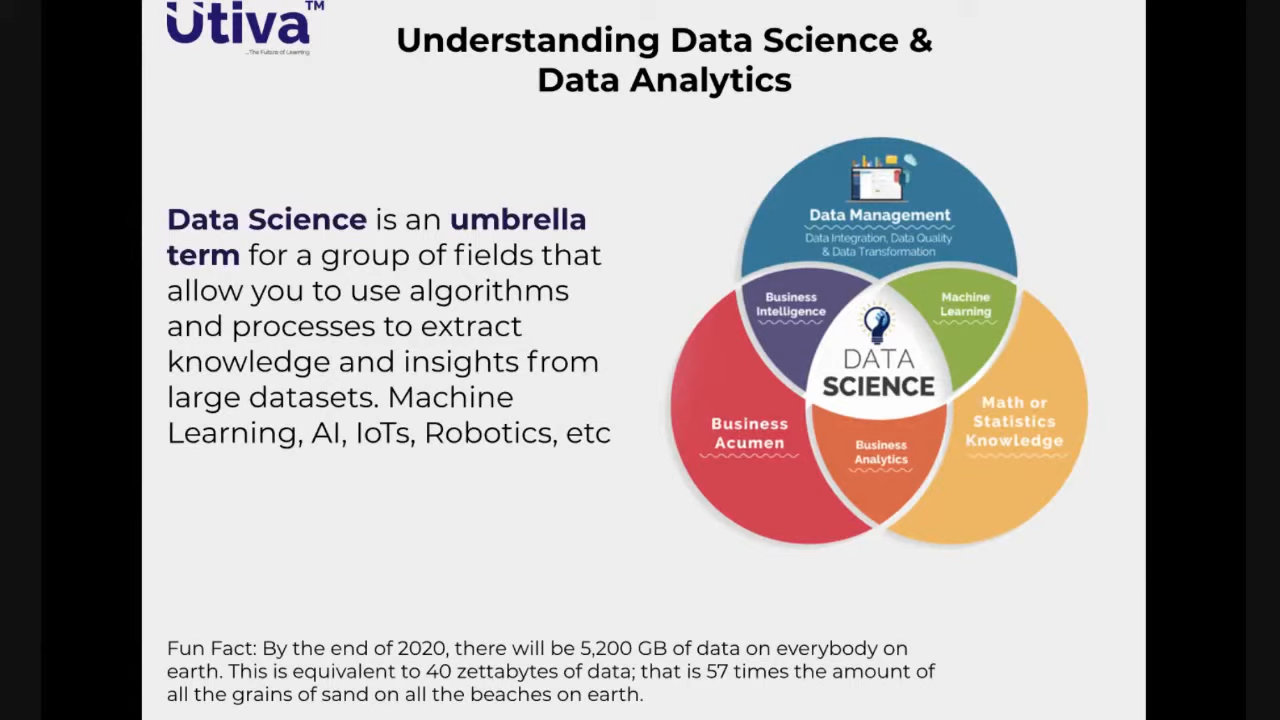 Utiva™
...The Future of Learning
Understanding Data Science &
Data Analytics
Data Science is an umbrella
term for a group of fields that
allow you to use algorithms
and processes to extract
knowledge and insights from
large datasets. Machine
Learning, AI, IoTs, Robotics, etc
Data Management
Data Integration, Data Quality
& Data Transformation
Business
Intelligence
Machine
Learning
DATA
SCIENCE
Business
Acumen
Math or
Statistics
Knowledge
Business
Analytics
Fun Fact: By the end of 2020, there will be 5,200 GB of data on everybody on
earth. This is equivalent to 40 zettabytes of data; that is 57 times the amount of
all the grains of sand on all the beaches on earth.